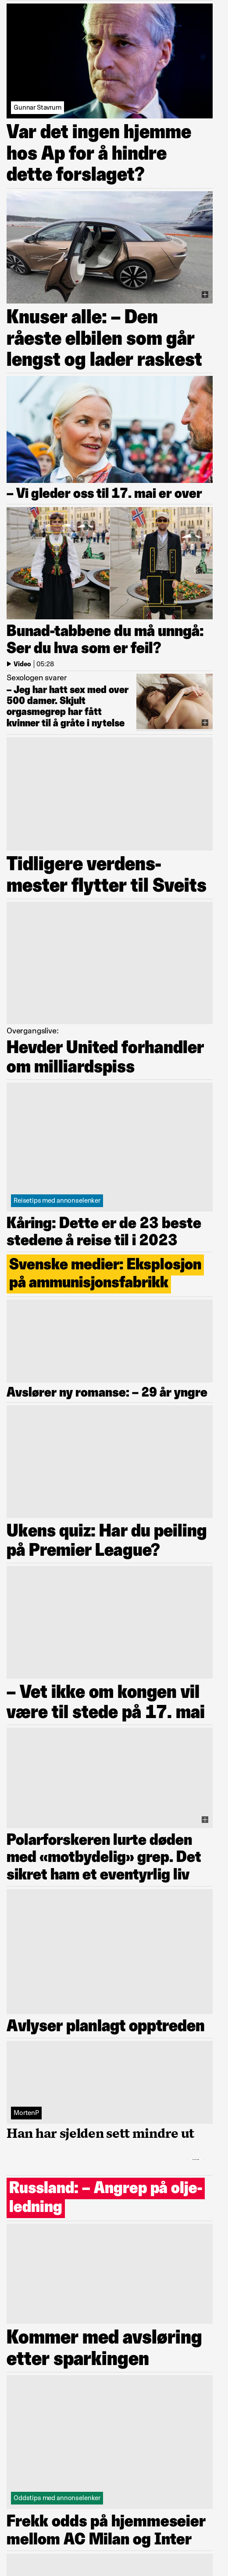 Gunnar Stavrum
Var det ingen hjemme
hos Ap for å hindre
dette forslaget?
Knuser alle: – Den
råeste elbilen som går
lengst og lader raskest
– Vi gleder oss til 17. mai er over
Bunad-tabbene du må unngå:
Ser du hva som er feil?
Video | 05:28
Sexologen svarer
– Jeg har hatt sex med over
500 damer. Skjult
orgasmegrep har fått
kvinner til å gråte i nytelse
Tidligere verdens-
mester flytter til Sveits
Overgangslive:
Hevder United forhandler
om milliardspiss
Reisetips med annonselenker
Kåring: Dette er de 23 beste
stedene å reise til i 2023
Svenske medier: Eksplosjon
på ammunisjonsfabrikk
Avslører ny romanse: – 29 år yngre
Ukens quiz: Har du peiling
på Premier League?
– Vet ikke om kongen vil
være til stede på 17. mai
Polarforskeren lurte døden
med «motbydelig» grep. Det
sikret ham et eventyrlig liv
Avlyser planlagt opptreden
MortenP
Han har sjelden sett mindre ut
Russland: – Angrep på olje-
ledning
Kommer med avsløring
etter sparkingen
Oddstips med annonselenker
Frekk odds på hjemmeseier
mellom AC Milan og Inter